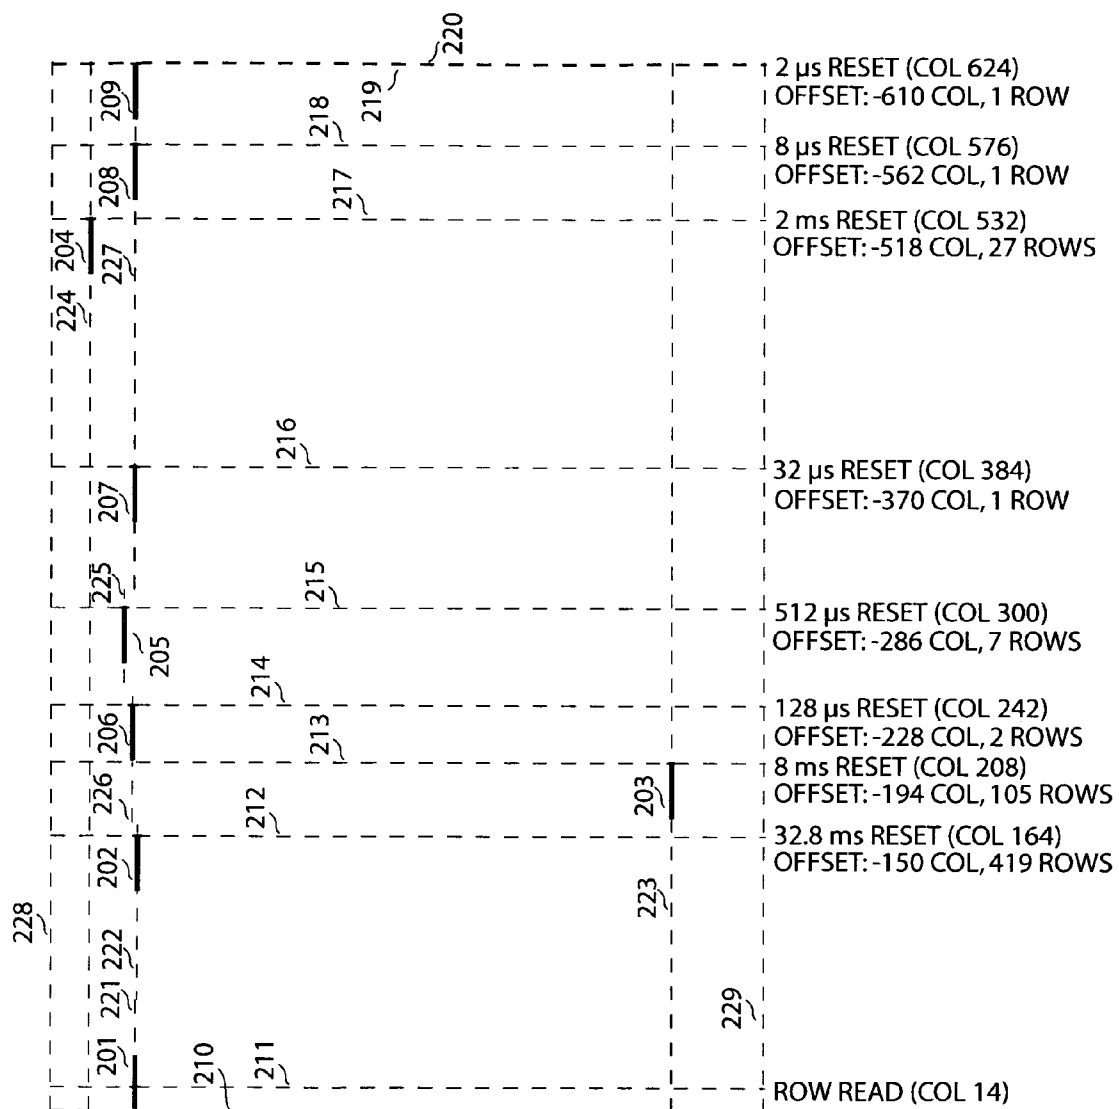 220
2 µs RESET (COL 624)
OFFSET: -610 COL, 1 ROW
209
219
218
8 µs RESET (COL 576)
OFFSET: -562 COL, 1 ROW
208
217
2 ms RESET (COL 532)
OFFSET: -518 COL, 27 ROWS
204
227
224
216
32 µs RESET (COL 384)
OFFSET: -370 COL, 1 ROW
207
225
215
512 µs RESET (COL 300)
OFFSET: -286 COL, 7 ROWS
205
214
128 µs RESET (COL 242)
OFFSET: -228 COL, 2 ROWS
206
213
8 ms RESET (COL 208)
OFFSET: -194 COL, 105 ROWS
226
212
203
32.8 ms RESET (COL 164)
OFFSET: -150 COL, 419 ROWS
202
223
228
222
221
229
201
210
211
ROW READ (COL 14)